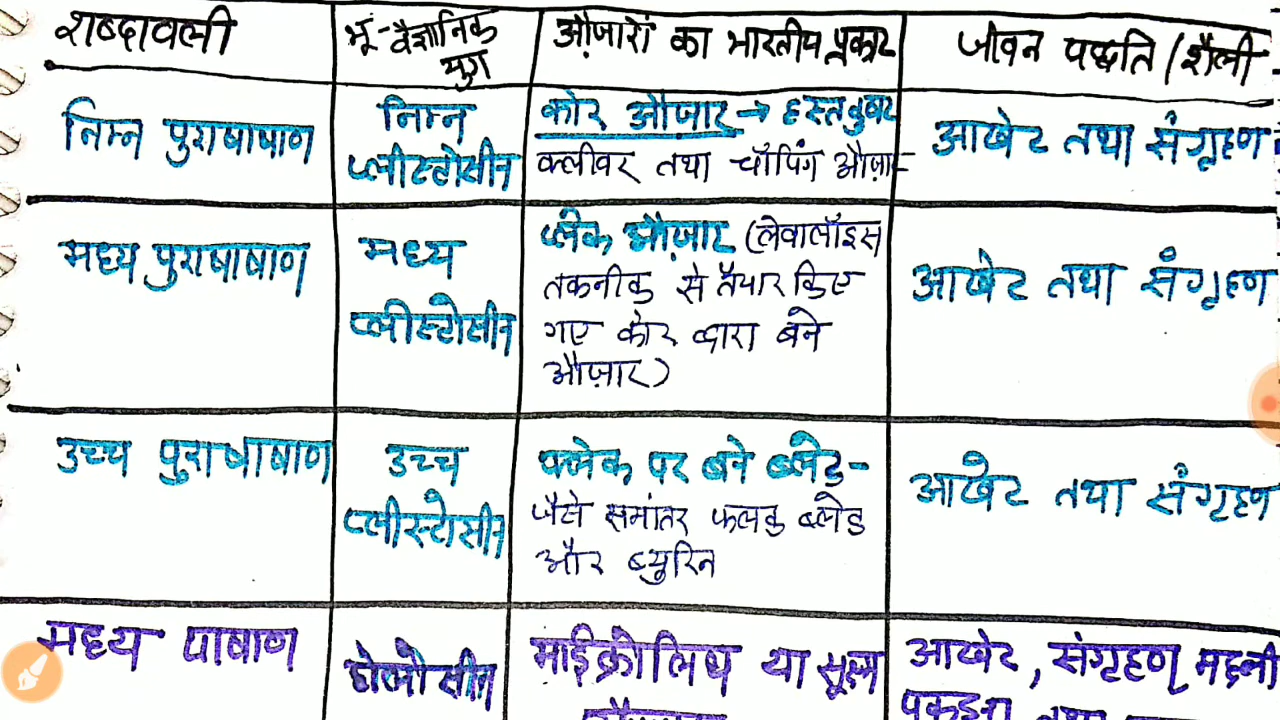 शब्दावली
भू-वैज्ञानिक
युग
औज़ारों का भारतीय प्रकार
जीवन पद्धति / शैली
निम्न पुरापाषाण
निम्न
प्लीस्टोसीन
कोर औजार → हस्तकुठार
क्लीवर तथा चॉपिंग औज़ार
आखेट तथा संग्रहण
मध्य पुरापाषाण
मध्य
प्लीस्टोसीन
फ्लेक औज़ार (लेवालॉइस
तकनीक से तैयार किए
गए कोर द्वारा बने
औज़ार)
आखेट तथा संग्रहण
उच्च पुरापाषाण
उच्च
प्लीस्टोसीन
फ्लेक पर बने ब्लेड-
जैसे समांतर फलक ब्लेड
और ब्युरिन
आखेट तथा संग्रहण
मध्य पाषाण
होलोसीन
माईक्रोलिथ या सूक्ष्म
आखेट, संग्रहण, मछली
पकड़ना तथा